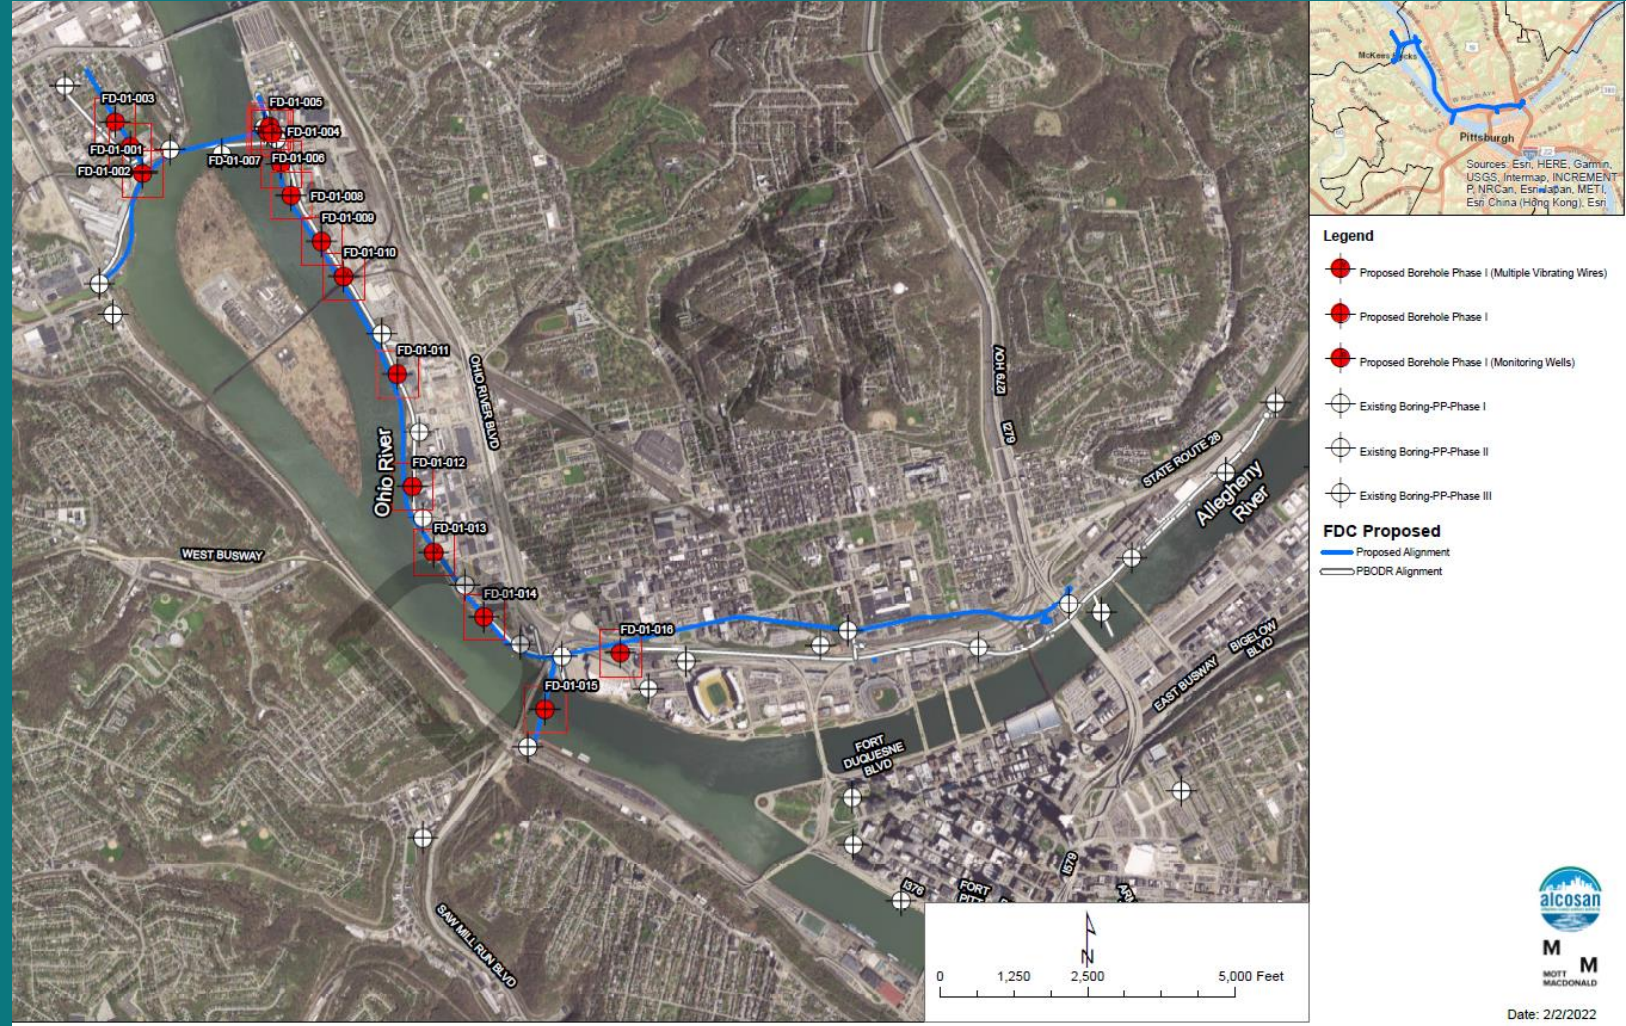 FD-01-003
FD-01-005
FD-01-004
FD-01-001
FD-01-007
FD-01-006
FD-01-002
FD-01-008
FD-01-009
FD-01-010
FD-01-011
OHIO RIVER BLVD
I279 HOV
I279
Ohio River
FD-01-012
STATE ROUTE 28
Allegheny
River
FD-01-013
WEST BUSWAY
FD-01-014
FD-01-016
FD-01-015
BIGELOW
BLVD
EAST BUSWAY
FORT
DUQUESNE
BLVD
I579
I376
FORT
SAW MILL RUN BLVD
N
0 1,250 2,500 5,000 Feet
McKees Rocks
Pittsburgh
Sources: Esri, HERE, Garmin,
USGS, Intermap, INCREMENT
P, NRCan, Esri Japan, METI,
Esri China (Hong Kong), Esri
Legend
Proposed Borehole Phase I (Multiple Vibrating Wires)
Proposed Borehole Phase I
Proposed Borehole Phase I (Monitoring Wells)
Existing Boring-PP-Phase I
Existing Boring-PP-Phase II
Existing Boring-PP-Phase III
FDC Proposed
Proposed Alignment
PBODR Alignment
alcosan
M
M
MOTT
MACDONALD
Date: 2/2/2022